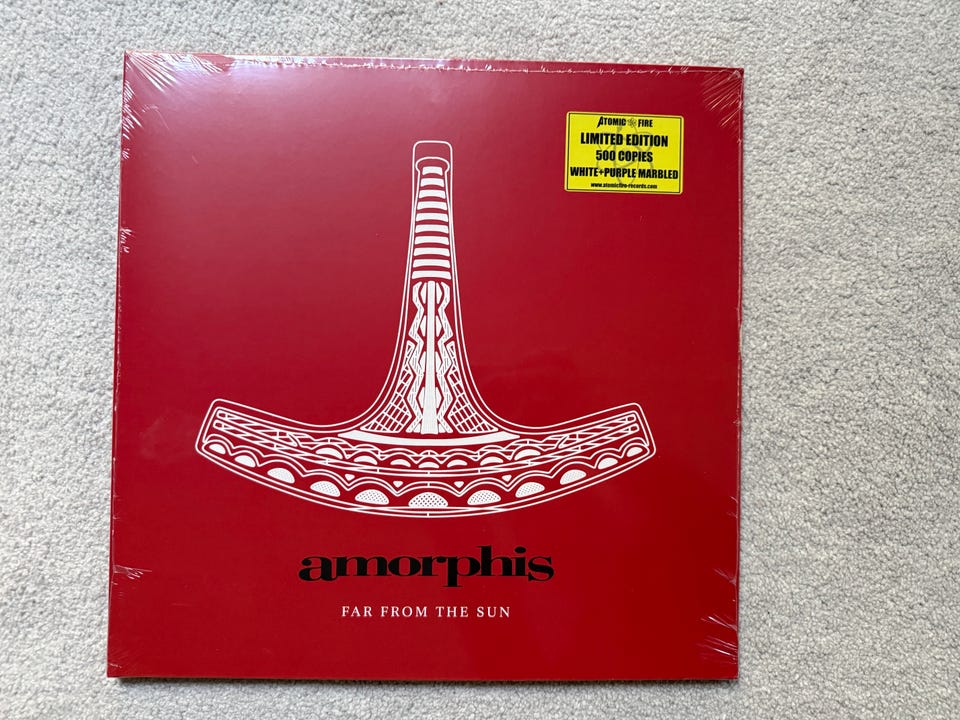 ATOMIC FIRE
LIMITED EDITION
500 COPIES
WHITE+PURPLE MARBLED
www.atomicfire-records.com
amorphis
FAR FROM THE SUN